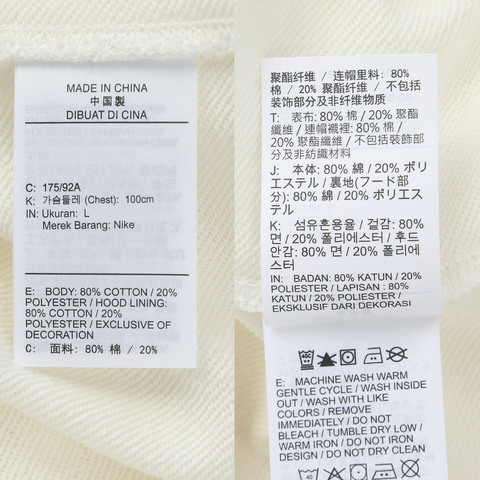 MADE IN CHINA
中國製
DIBUAT DI CINA
C: 175/92A
K: 가슴둘레 (Chest): 100cm
IN: Ukuran: L
Merek Barang: Nike
E: BODY: 80% COTTON / 20%
POLYESTER / HOOD LINING:
80% COTTON / 20%
POLYESTER / EXCLUSIVE OF
DECORATION
C: 面料: 80% 棉 / 20%
聚酯纤维 / 连帽里料: 80%
棉 / 20% 聚酯纤维 / 不包括
装饰部分及非纤维物质
T: 表布: 80% 棉 / 20% 聚酯
纖維 / 連帽襯裡: 80% 棉/
20% 聚酯纖維 / 不包括裝飾部
分及非紡織材料
J: 本体: 80% 綿 / 20% ポリ
エステル / 裏地(フード部
分): 80% 綿 / 20% ポリエス
テル
K: 섬유혼용율 / 겉감: 80%
면 / 20% 폴리에스터 / 후드
안감: 80% 면 / 20% 폴리에
스터
IN: BADAN: 80% KATUN / 20%
POLIESTER / LAPISAN : 80%
KATUN / 20% POLIESTER /
EKSKLUSIF DARI DEKORASI
E: MACHINE WASH WARM
GENTLE CYCLE / WASH INSIDE
OUT / WASH WITH LIKE
COLORS / REMOVE
IMMEDIATELY / DO NOT
BLEACH / TUMBLE DRY LOW /
WARM IRON / DO NOT IRON
DESIGN / DO NOT DRY CLEAN